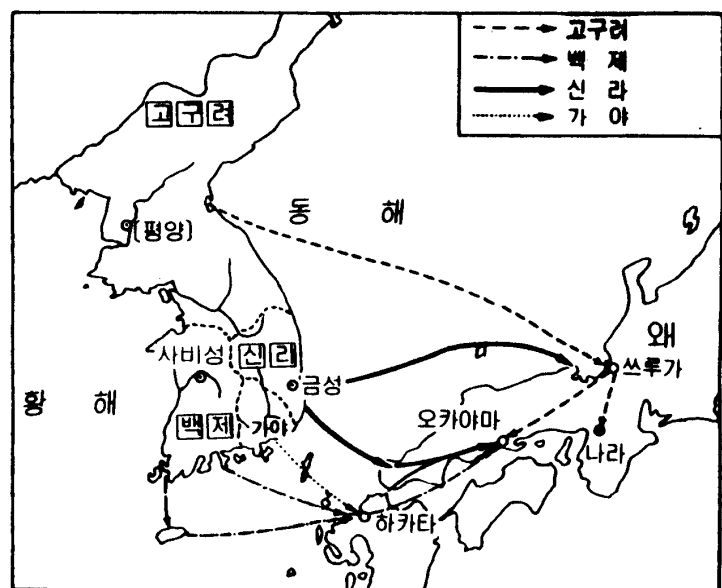 고구려
백 제
신 라
가 야
고구려
동 해
(평양)
왜
사비성
신라
쓰루가
금성
황 해
오카야마
백제
가야
나라
하카타